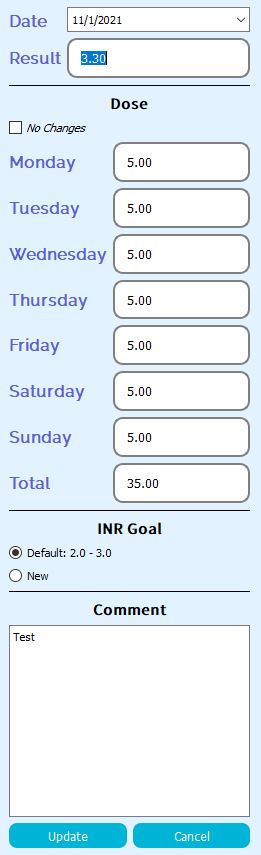 Date 11/1/2021
Result 3.30
Dose
No Changes
Monday 5.00
Tuesday 5.00
Wednesday 5.00
Thursday 5.00
Friday 5.00
Saturday 5.00
Sunday 5.00
Total 35.00
INR Goal
Default: 2.0 - 3.0
New
Comment
Test
Update Cancel